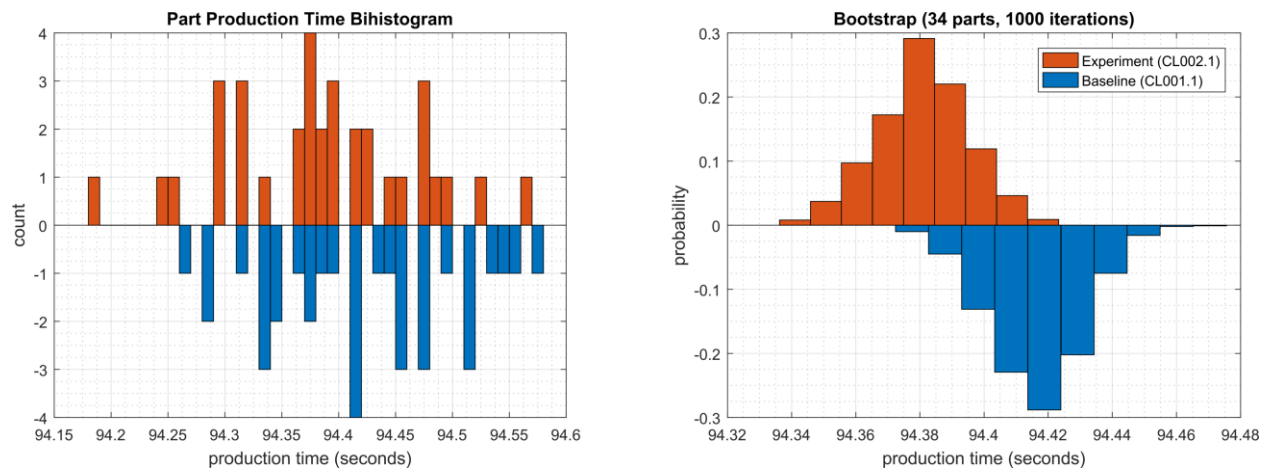 Part Production Time Bihistogram
4
3
2
1
0
-1
-2
-3
-4
count
94.15 94.2 94.25 94.3 94.35 94.4 94.45 94.5 94.55 94.6
production time (seconds)
Bootstrap (34 parts, 1000 iterations)
0.3
0.2
0.1
0
-0.1
-0.2
-0.3
probability
Experiment (CL002.1)
Baseline (CL001.1)
94.32 94.34 94.36 94.38 94.4 94.42 94.44 94.46 94.48
production time (seconds)